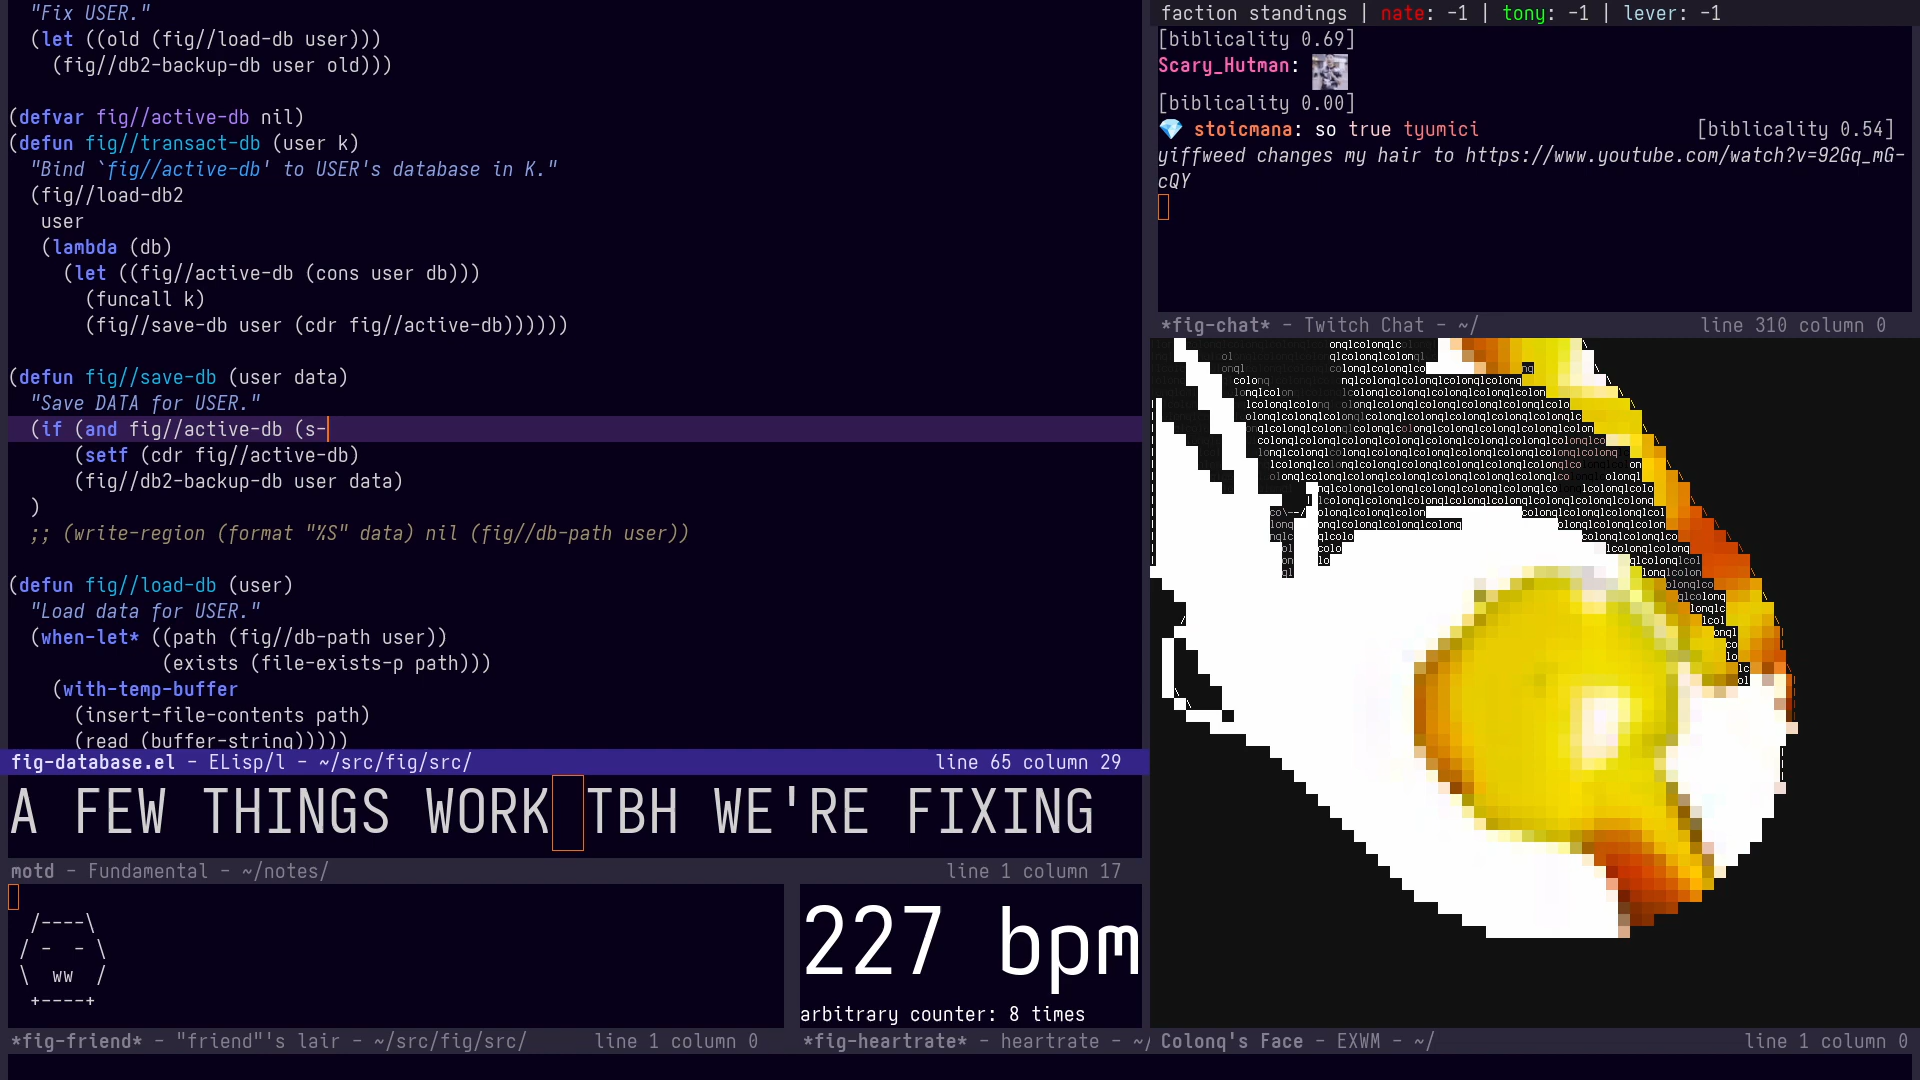 "Fix USER."
(let ((old (fig//load-db user)))
(fig//db2-backup-db user old)))
(defvar fig//active-db nil)
(defun fig//transact-db (user k)
"Bind `fig//active-db' to USER's database in K."
(fig//load-db2
user
(lambda (db)
(let ((fig//active-db (cons user db)))
(funcall k)
(fig//save-db user (cdr fig//active-db))))))
(defun fig//save-db (user data)
"Save DATA for USER."
(if (and fig//active-db (s-
(setf (cdr fig//active-db)
(fig//db2-backup-db user data)
)
;; (write-region (format "%S" data) nil (fig//db-path user))
(defun fig//load-db (user)
"Load data for USER."
(when-let* ((path (fig//db-path user))
(exists (file-exists-p path)))
(with-temp-buffer
(insert-file-contents path)
(read (buffer-string)))))
fig-database.el - ELisp/l - ~/src/fig/src/ line 65 column 29
A FEW THINGS WORK TBH WE'RE FIXING
motd - Fundamental - ~/notes/ line 1 column 17
/----\
/ -  - \
\  ww  /
+----+
*fig-friend* - "friend"'s lair - ~/src/fig/src/ line 1 column 0
227 bpm
arbitrary counter: 8 times
*fig-heartrate* - heartrate - ~/
faction standings | nate: -1 | tony: -1 | lever: -1
[biblicality 0.69]
Scary_Hutman:
[biblicality 0.00]
stoicmana: so true tyumici [biblicality 0.54]
yiffweed changes my hair to https://www.youtube.com/watch?v=92Gq_mG-
cQY
*fig-chat* - Twitch Chat - ~/ line 310 column 0
Colonq's Face - EXWM - ~/ line 1 column 0